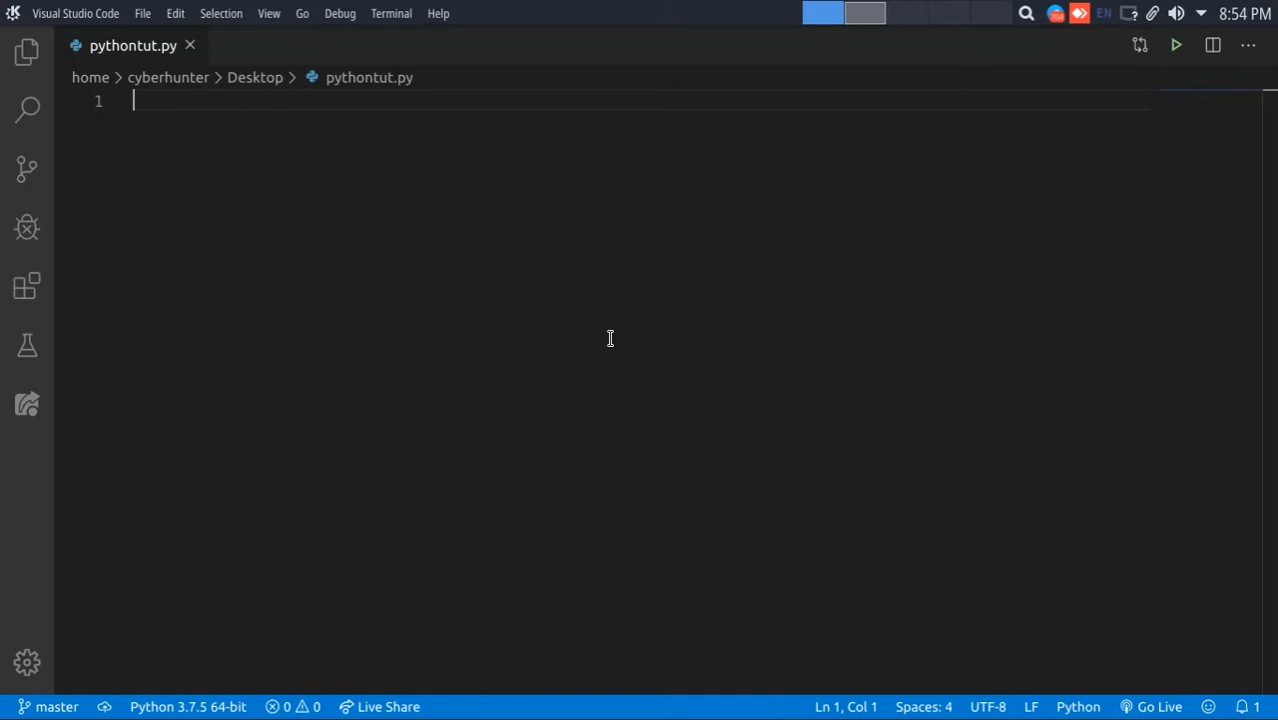 Visual Studio Code File Edit Selection View Go Debug Terminal Help EN 8:54 PM
pythontut.py
home > cyberhunter > Desktop > pythontut.py
1
master Python 3.7.5 64-bit 0 0 Live Share Ln 1, Col 1 Spaces: 4 UTF-8 LF Python Go Live 1